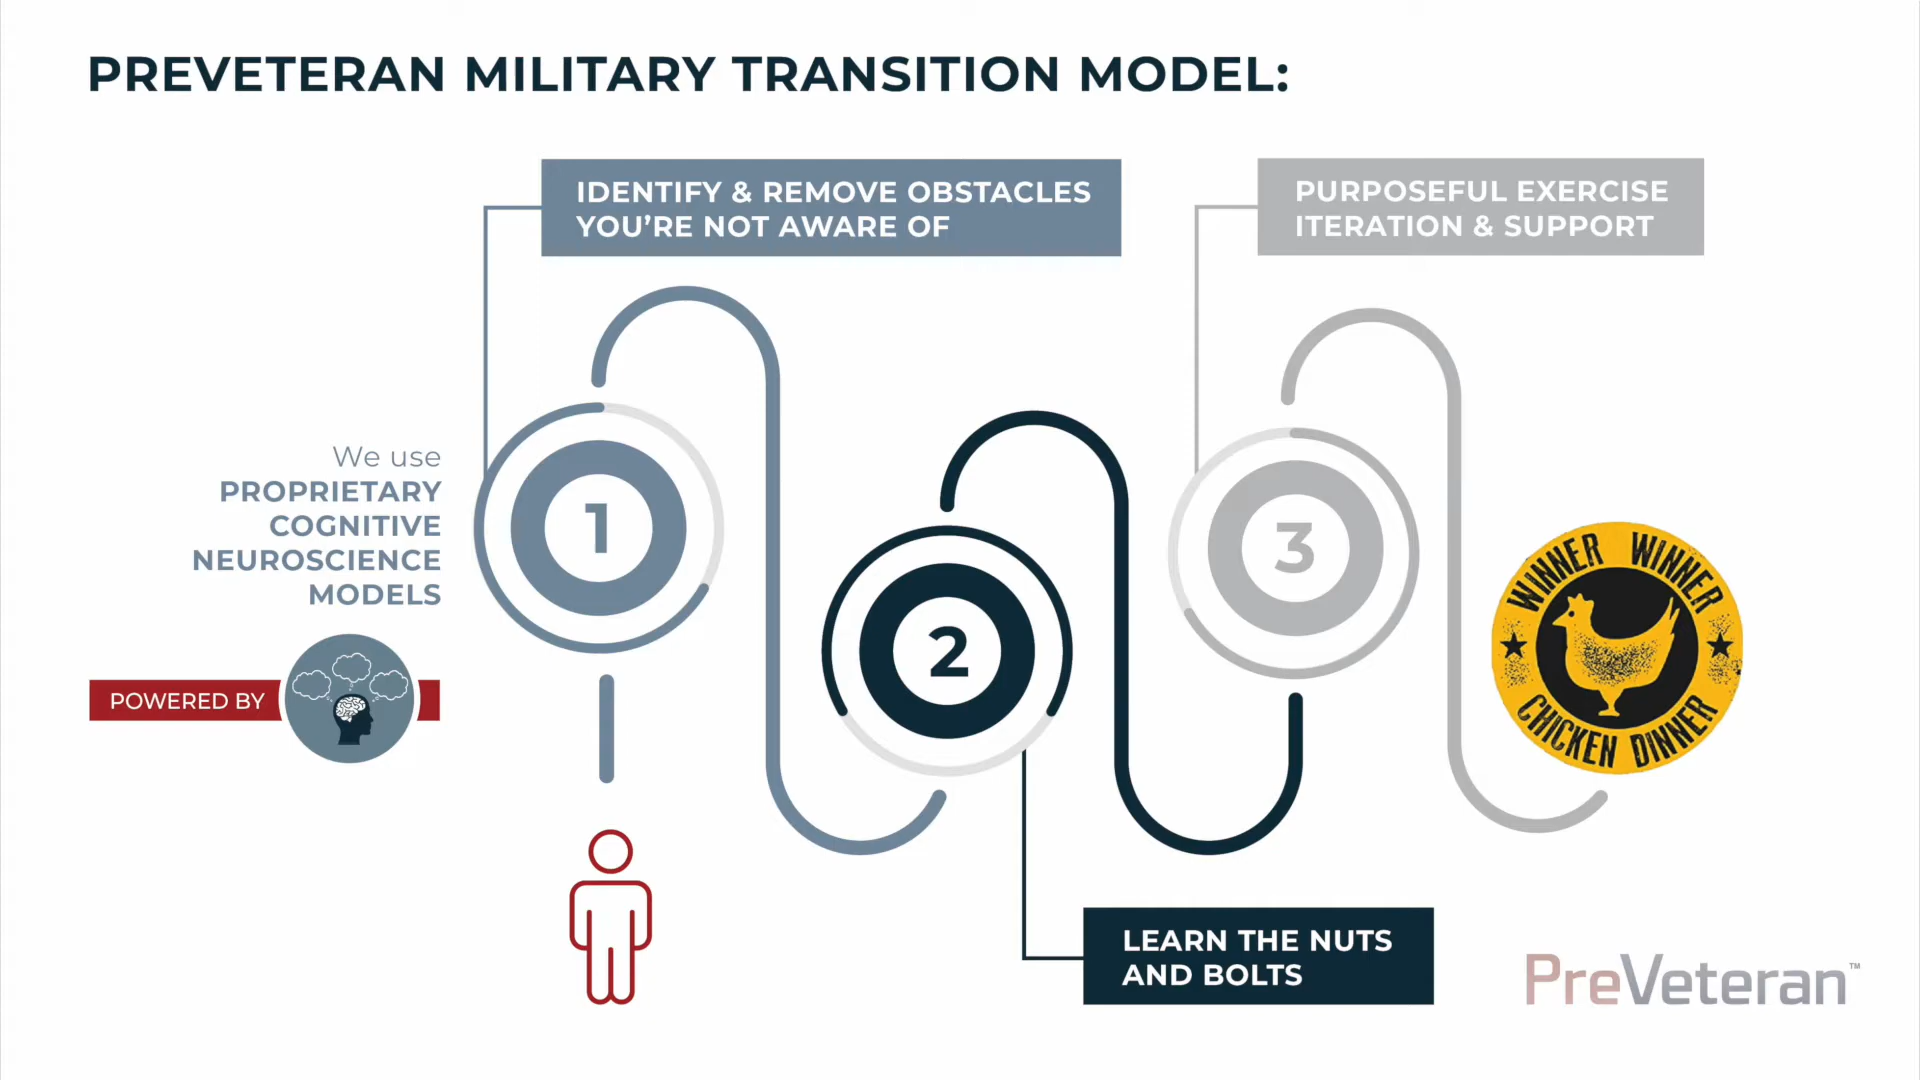 PREVETERAN MILITARY TRANSITION MODEL:
IDENTIFY & REMOVE OBSTACLES
YOU'RE NOT AWARE OF
PURPOSEFUL EXERCISE
ITERATION & SUPPORT
We use
PROPRIETARY
COGNITIVE
NEUROSCIENCE
MODELS
POWERED BY
1
2
3
WINNER WINNER
CHICKEN DINNER
LEARN THE NUTS
AND BOLTS
PreVeteran™